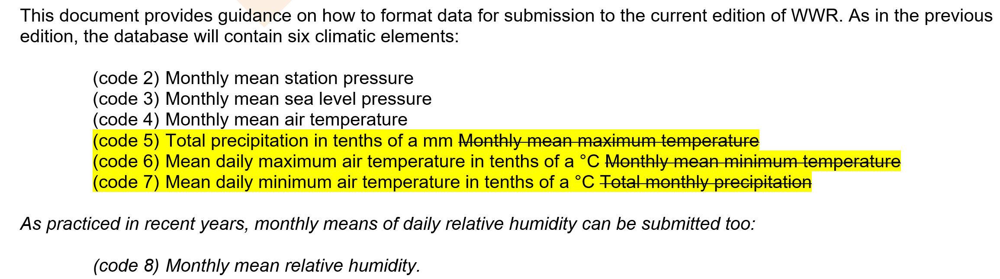 This document provides guidance on how to format data for submission to the current edition of WWR. As in the previous
edition, the database will contain six climatic elements:
(code 2) Monthly mean station pressure
(code 3) Monthly mean sea level pressure
(code 4) Monthly mean air temperature
(code 5) Total precipitation in tenths of a mm Monthly mean maximum temperature
(code 6) Mean daily maximum air temperature in tenths of a °C Monthly mean minimum temperature
(code 7) Mean daily minimum air temperature in tenths of a °C Total monthly precipitation
As practiced in recent years, monthly means of daily relative humidity can be submitted too:
(code 8) Monthly mean relative humidity.